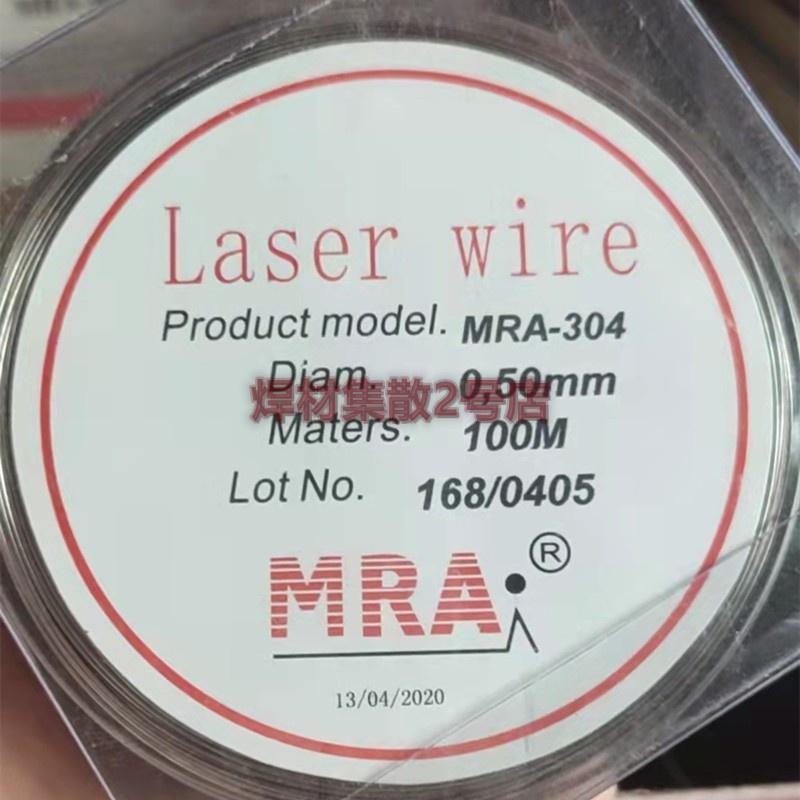 Laser wire
Product model. MRA-304
Diam. 0,50mm
焊材集散2号店
Maters. 100M
Lot No. 168/0405
MRA ®
13/04/2020